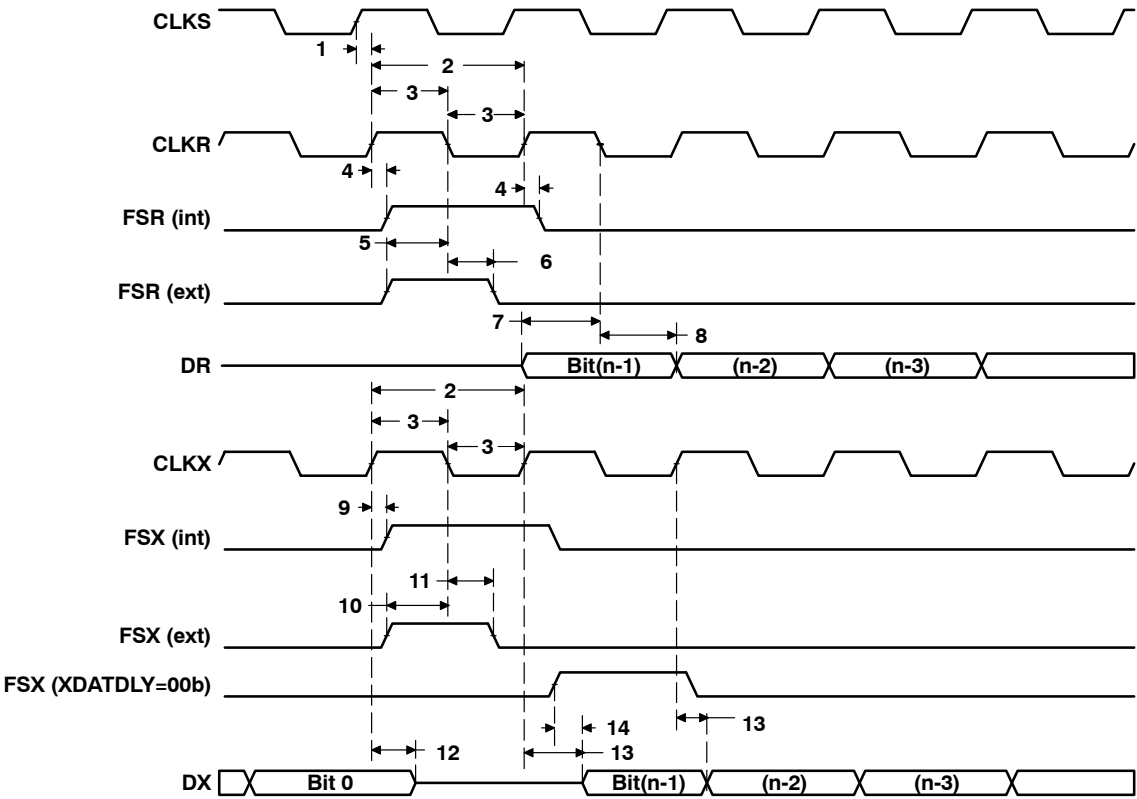 CLKS
1
2
3
3
CLKR
4
4
FSR (int)
5
6
FSR (ext)
7
8
DR Bit(n-1) (n-2) (n-3)
2
3
3
CLKX
9
FSX (int)
11
10
FSX (ext)
FSX (XDATDLY=00b)
14 13
12 13
DX Bit 0 Bit(n-1) (n-2) (n-3)